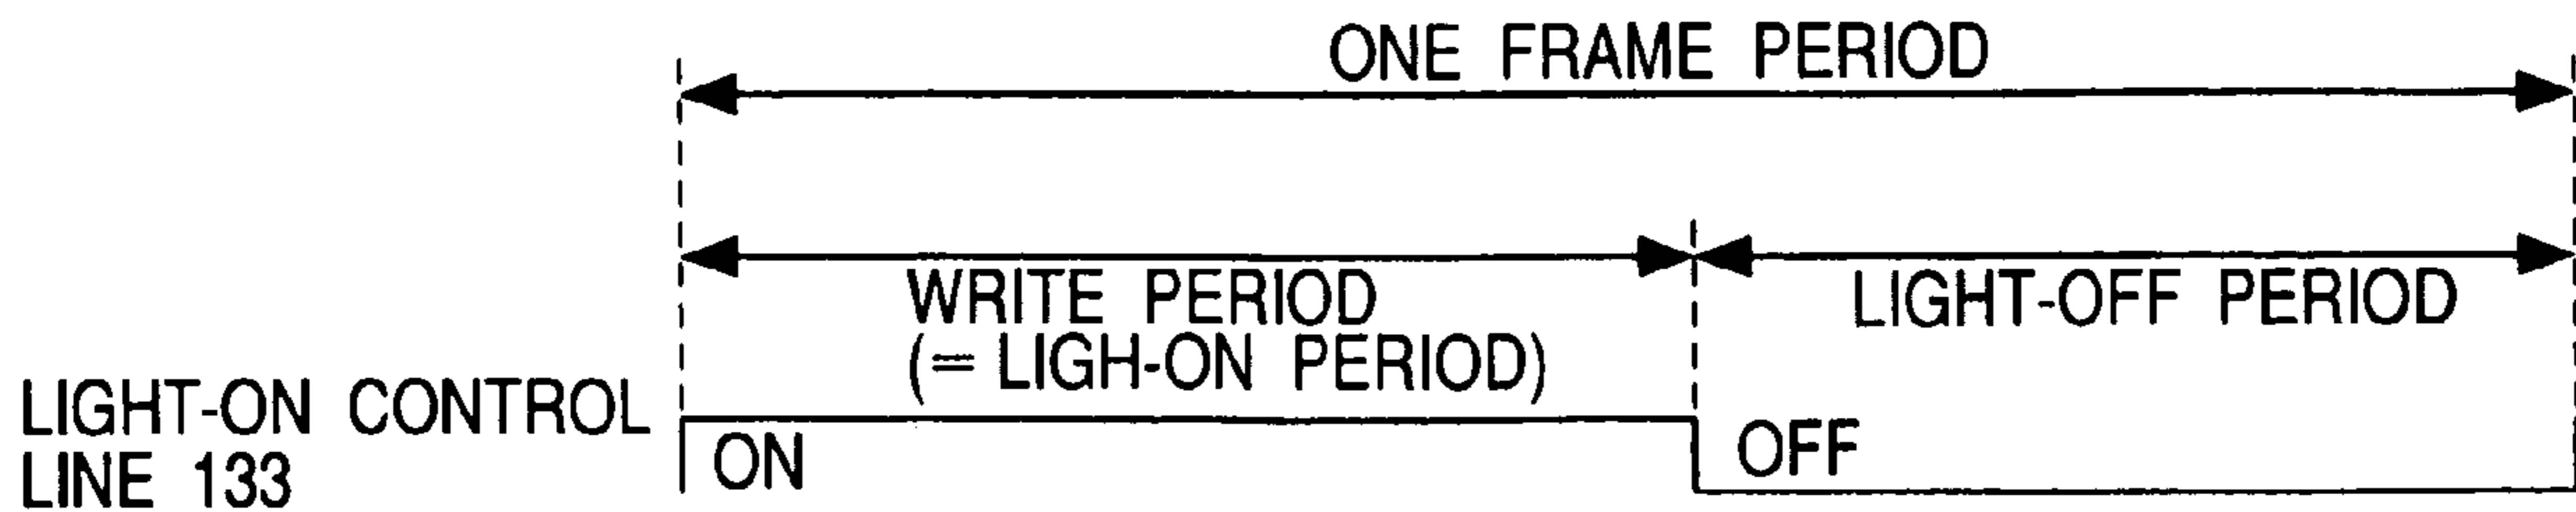 ONE FRAME PERIOD
WRITE PERIOD
(= LIGH-ON PERIOD)
LIGHT-OFF PERIOD
LIGHT-ON CONTROL
LINE 133
ON
OFF